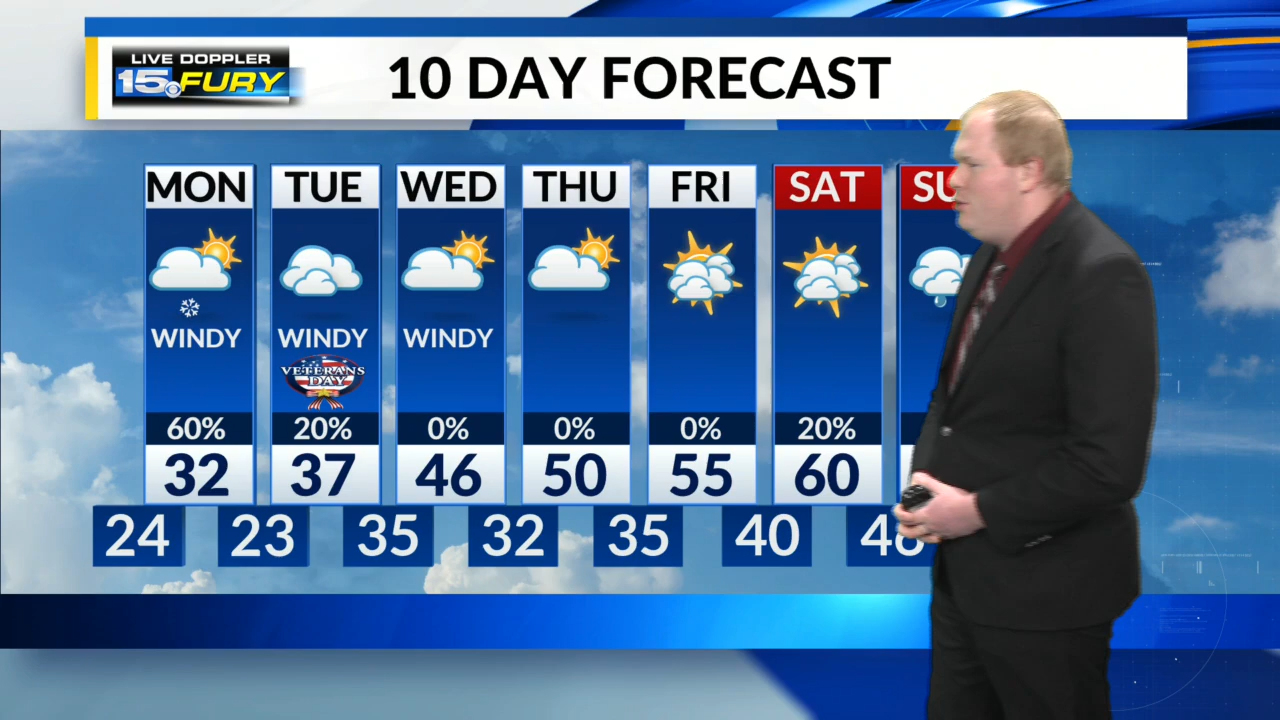 LIVE DOPPLER
15 FURY
10 DAY FORECAST
MON TUE WED THU FRI SAT
WINDY WINDY WINDY
VETERANS
DAY
60% 20% 0% 0% 0% 20%
32 37 46 50 55 60
24 23 35 32 35 40 48